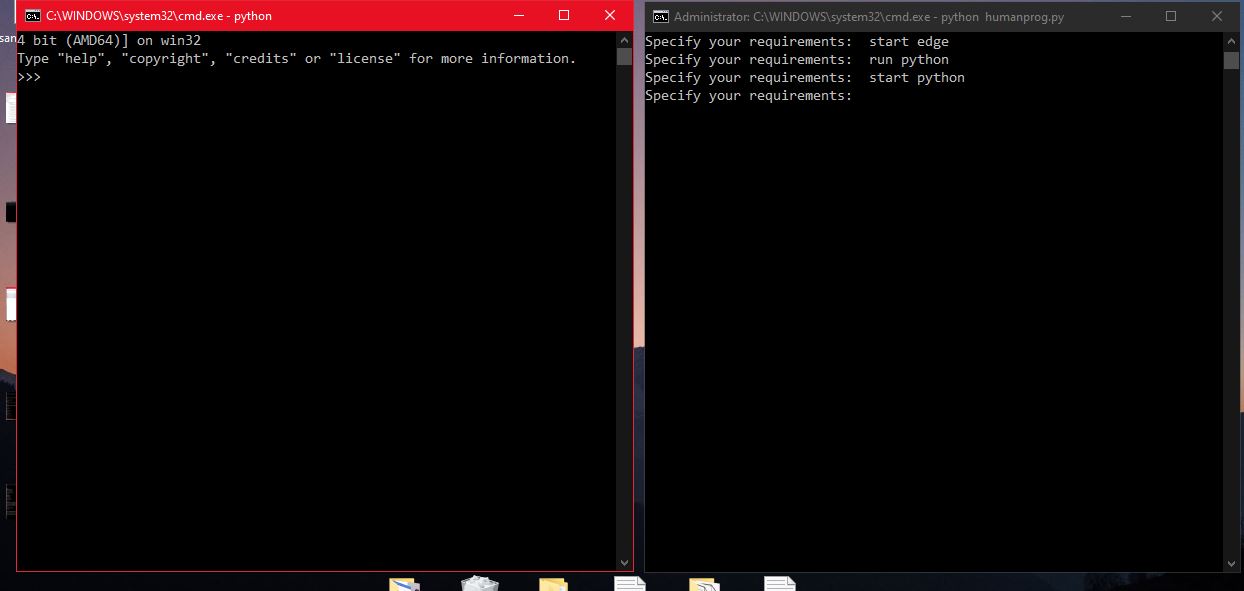 C:\WINDOWS\system32\cmd.exe - python
4 bit (AMD64)] on win32
Type "help", "copyright", "credits" or "license" for more information.
>>>
Administrator: C:\WINDOWS\system32\cmd.exe - python  humanprog.py
Specify your requirements:  start edge
Specify your requirements:  run python
Specify your requirements:  start python
Specify your requirements: